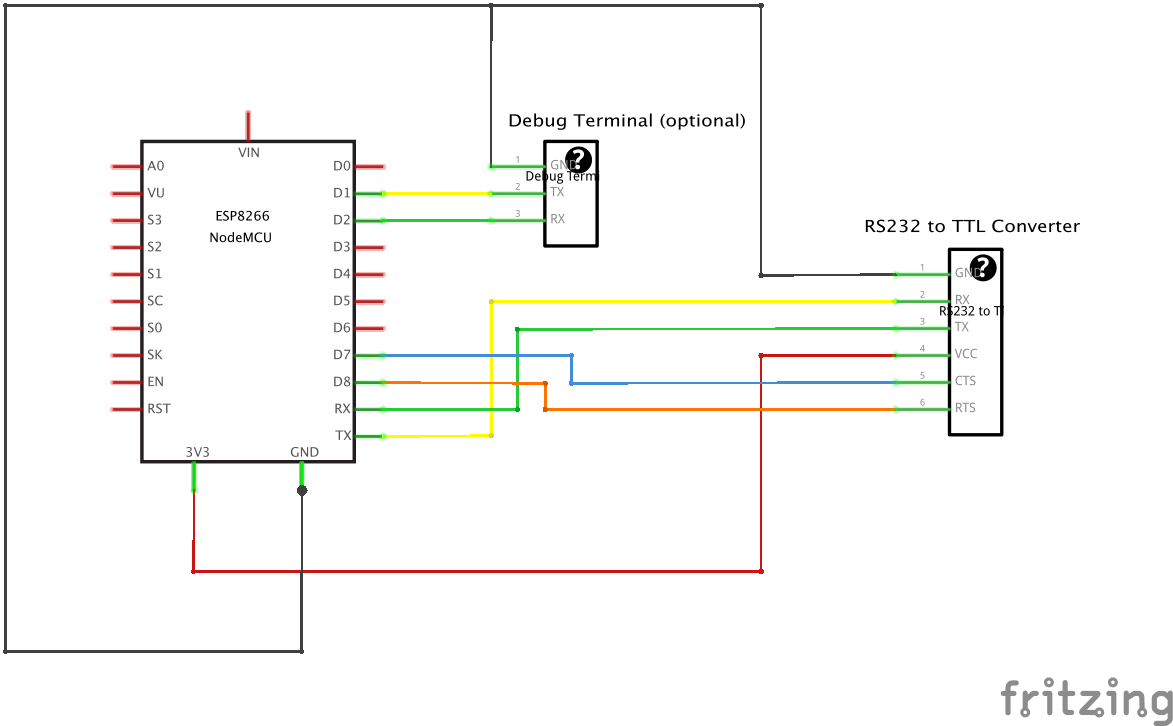 VIN
A0
VU
S3
S2
S1
SC
S0
SK
EN
RST
ESP8266
NodeMCU
D0
D1
D2
D3
D4
D5
D6
D7
D8
RX
TX
3V3
GND
Debug Terminal (optional)
1
2
3
GND
Debug Termi
TX
RX
RS232 to TTL Converter
1
2
3
4
5
6
GND
RX
RS232 to T
TX
VCC
CTS
RTS
fritzing